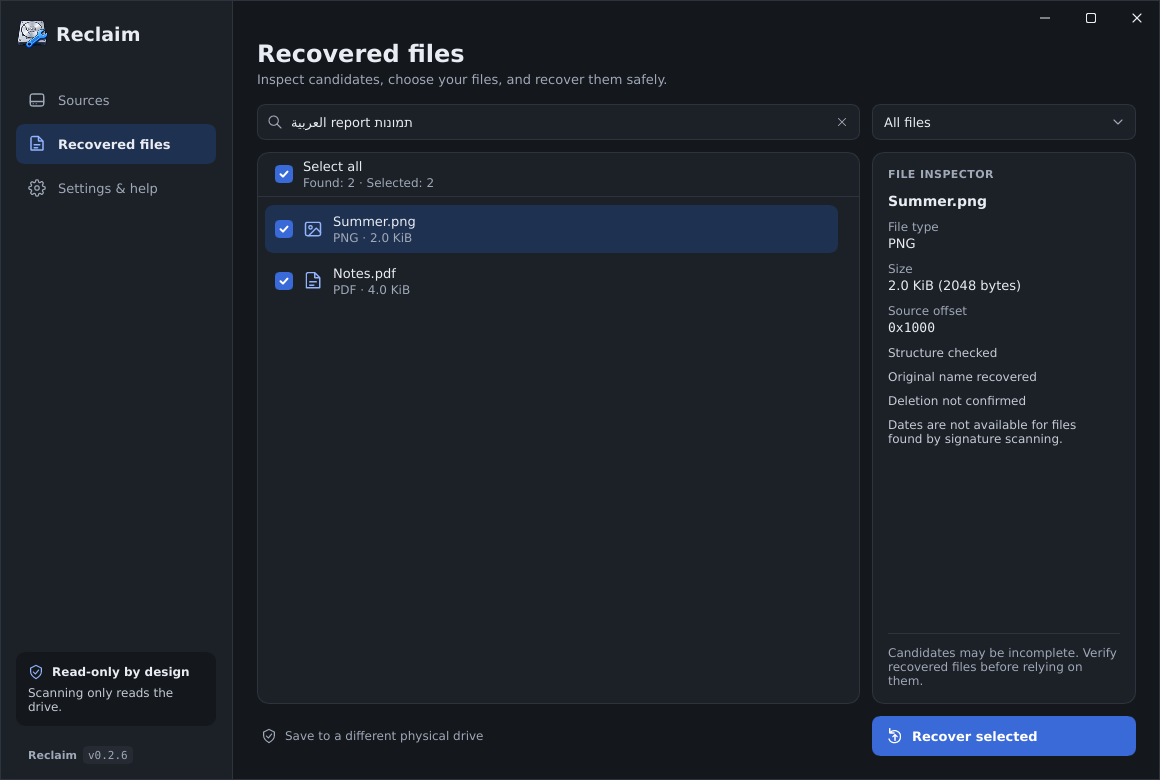 Reclaim
Sources
Recovered files
Settings & help
Read-only by design
Scanning only reads the
drive.
Reclaim v0.2.6
Recovered files
Inspect candidates, choose your files, and recover them safely.
العربية report תמונות
All files
Select all
Found: 2 · Selected: 2
Summer.png
PNG · 2.0 KiB
Notes.pdf
PDF · 4.0 KiB
FILE INSPECTOR
Summer.png
File type
PNG
Size
2.0 KiB (2048 bytes)
Source offset
0x1000
Structure checked
Original name recovered
Deletion not confirmed
Dates are not available for files
found by signature scanning.
Candidates may be incomplete. Verify
recovered files before relying on
them.
Save to a different physical drive
Recover selected